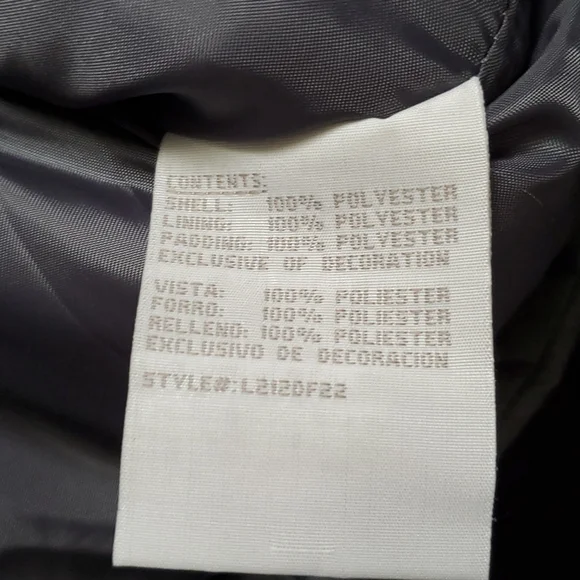 CONTENTS:
SHELL: 100% POLYESTER
LINING: 100% POLYESTER
PADDING: 100% POLYESTER
EXCLUSIVE OF DECORATION
VISTA: 100% POLIESTER
FORRO: 100% POLIESTER
RELLENO: 100% POLIESTER
EXCLUSIVO DE DECORACION
STYLE#:L212DF22